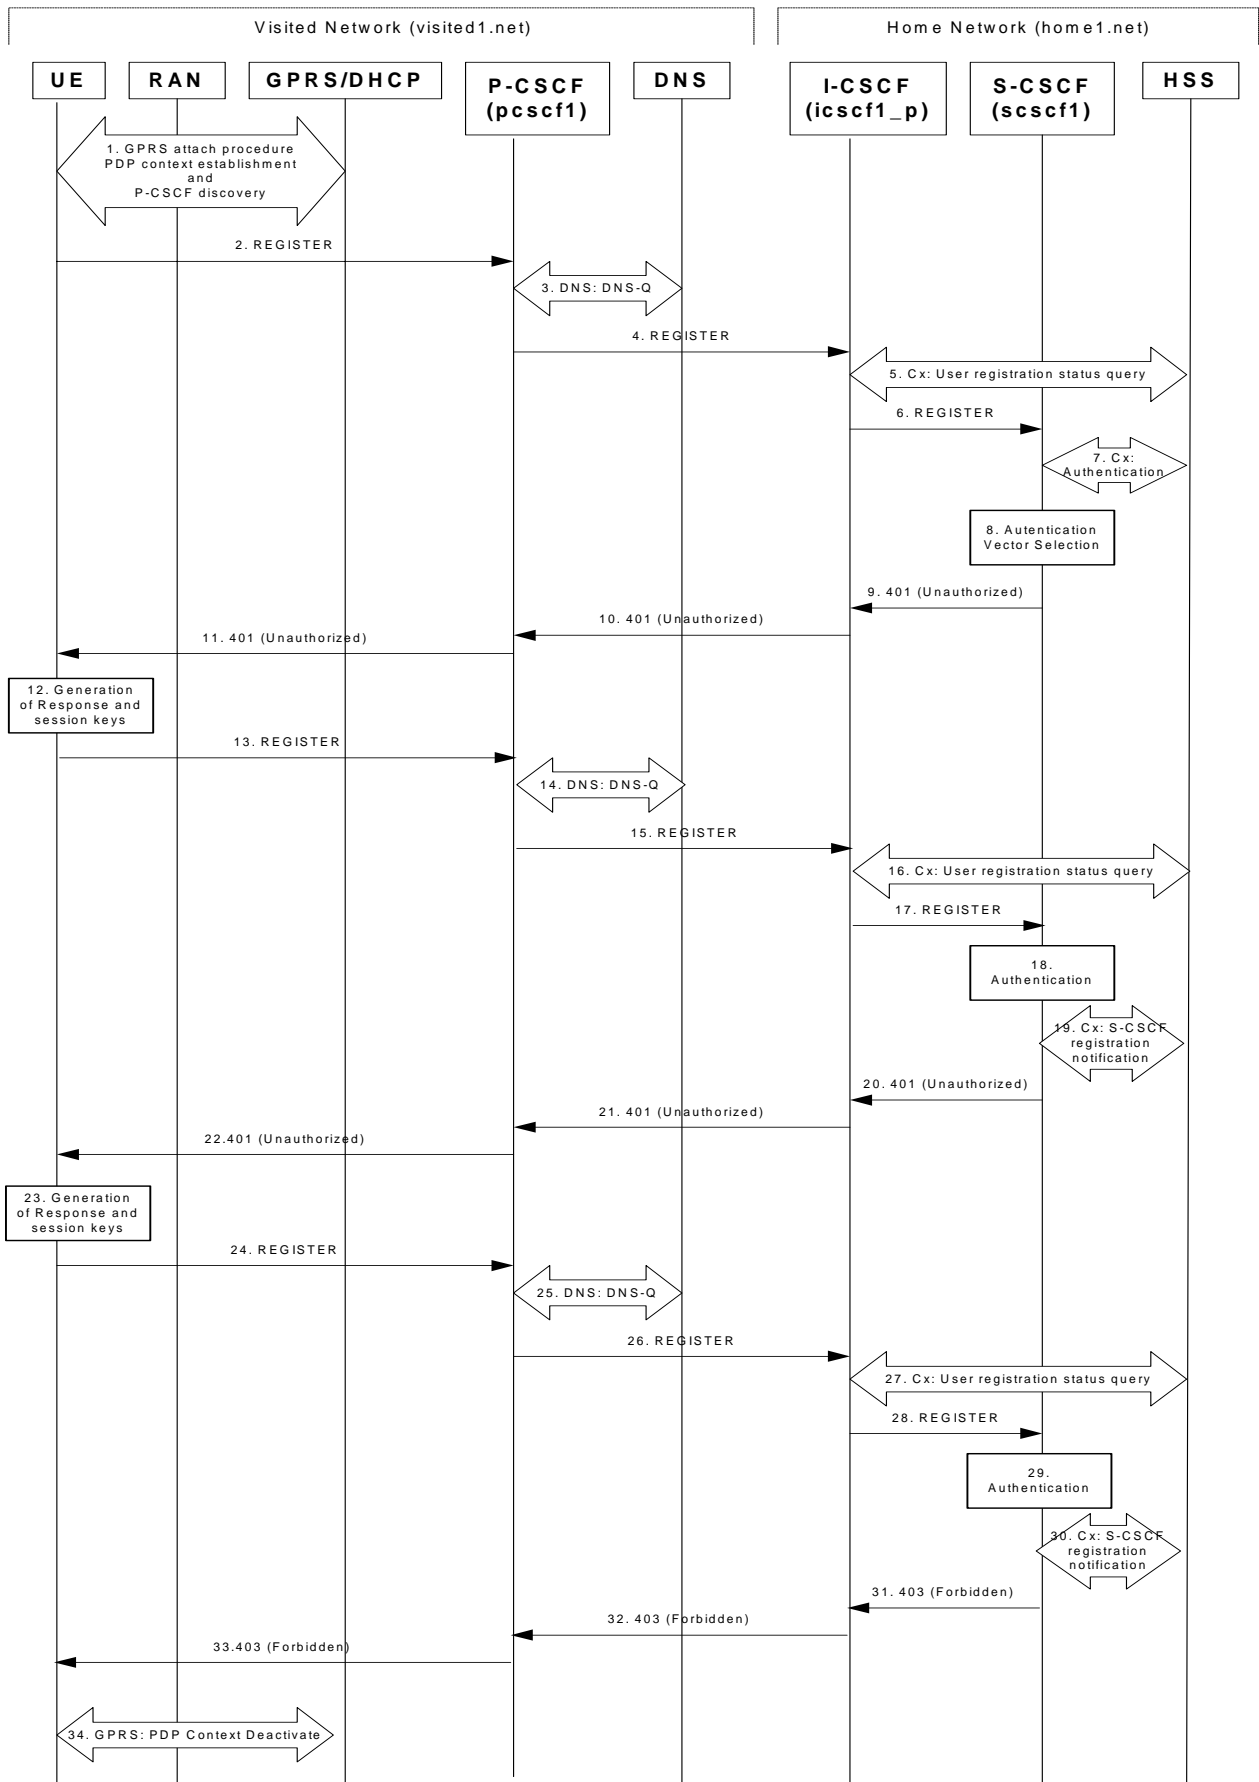 Visited Network (visited1.net)
Home Network (home1.net)
UE
RAN
GPRS/DHCP
P-CSCF
(pcscf1)
DNS
I-CSCF
(icscf1_p)
S-CSCF
(scscf1)
HSS
1. GPRS attach procedure
PDP context establishment
and
P-CSCF discovery
2. REGISTER
3. DNS: DNS-Q
4. REGISTER
5. Cx: User registration status query
6. REGISTER
7. Cx:
Authentication
8. Autentication
Vector Selection
9. 401 (Unauthorized)
10. 401 (Unauthorized)
11. 401 (Unauthorized)
12. Generation
of Response and
session keys
13. REGISTER
14. DNS: DNS-Q
15. REGISTER
16. Cx: User registration status query
17. REGISTER
18.
Authentication
19. Cx: S-CSCF
registration
notification
20. 401 (Unauthorized)
21. 401 (Unauthorized)
22.401 (Unauthorized)
23. Generation
of Response and
session keys
24. REGISTER
25. DNS: DNS-Q
26. REGISTER
27. Cx: User registration status query
28. REGISTER
29.
Authentication
30. Cx: S-CSCF
registration
notification
31. 403 (Forbidden)
32. 403 (Forbidden)
33.403 (Forbidden)
34. GPRS: PDP Context Deactivate